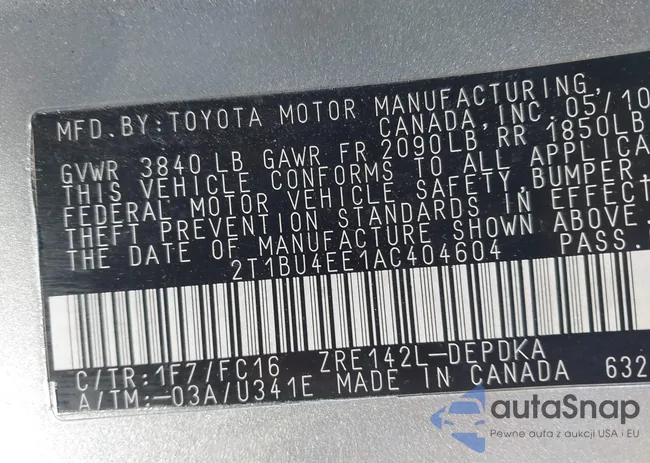 MFD.BY:TOYOTA MOTOR MANUFACTURING,
CANADA,INC.05/10
GVWR 3840 LB GAWR FR 2090LB RR 1850LB
THIS VEHICLE CONFORMS TO ALL APPLICA
FEDERAL MOTOR VEHICLE SAFETY,BUMPER,
THEFT PREVENTION STANDARDS IN EFFECT
THE DATE OF MANUFACTURE SHOWN ABOVE.
2T1BU4EE1AC404604 PASS.
C/TR:1F7/FC16 ZRE142L-DEPDKA
A/TM:-03A/U341E MADE IN CANADA 632
autaSnap
Pewne auta z aukcji USA i EU